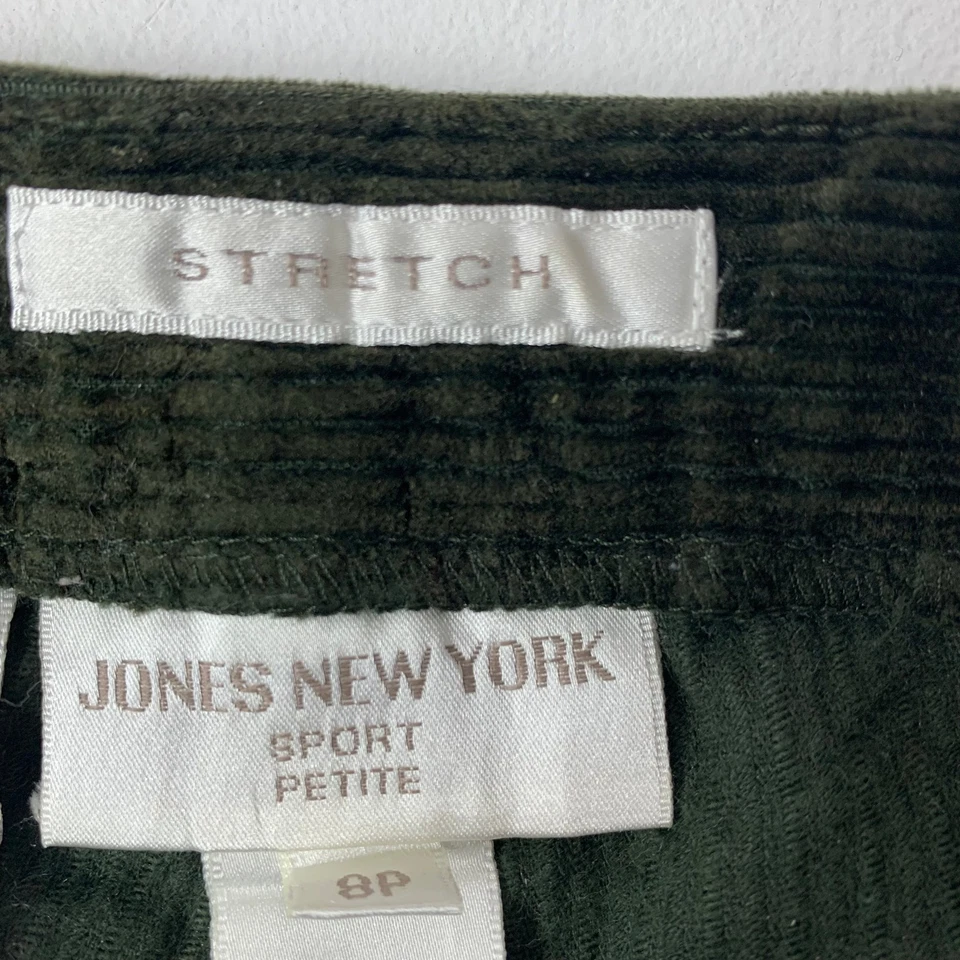 STRETCH
JONES NEW YORK
SPORT
PETITE
8P